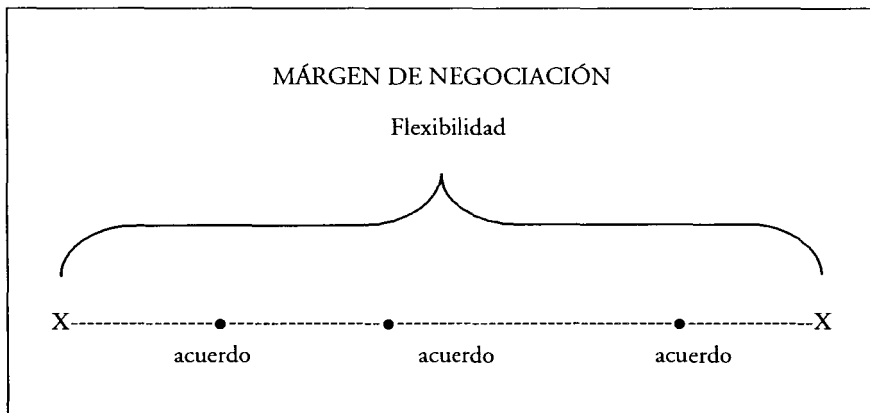 MÁRGEN DE NEGOCIACIÓN
Flexibilidad
X X
acuerdo acuerdo acuerdo